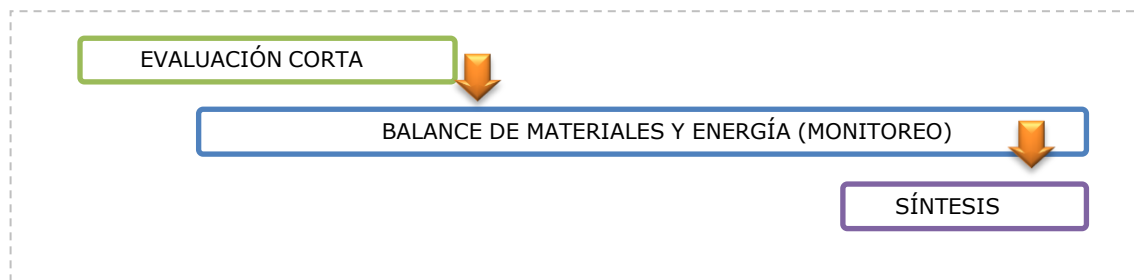 EVALUACIÓN CORTA
BALANCE DE MATERIALES Y ENERGÍA (MONITOREO)
SÍNTESIS